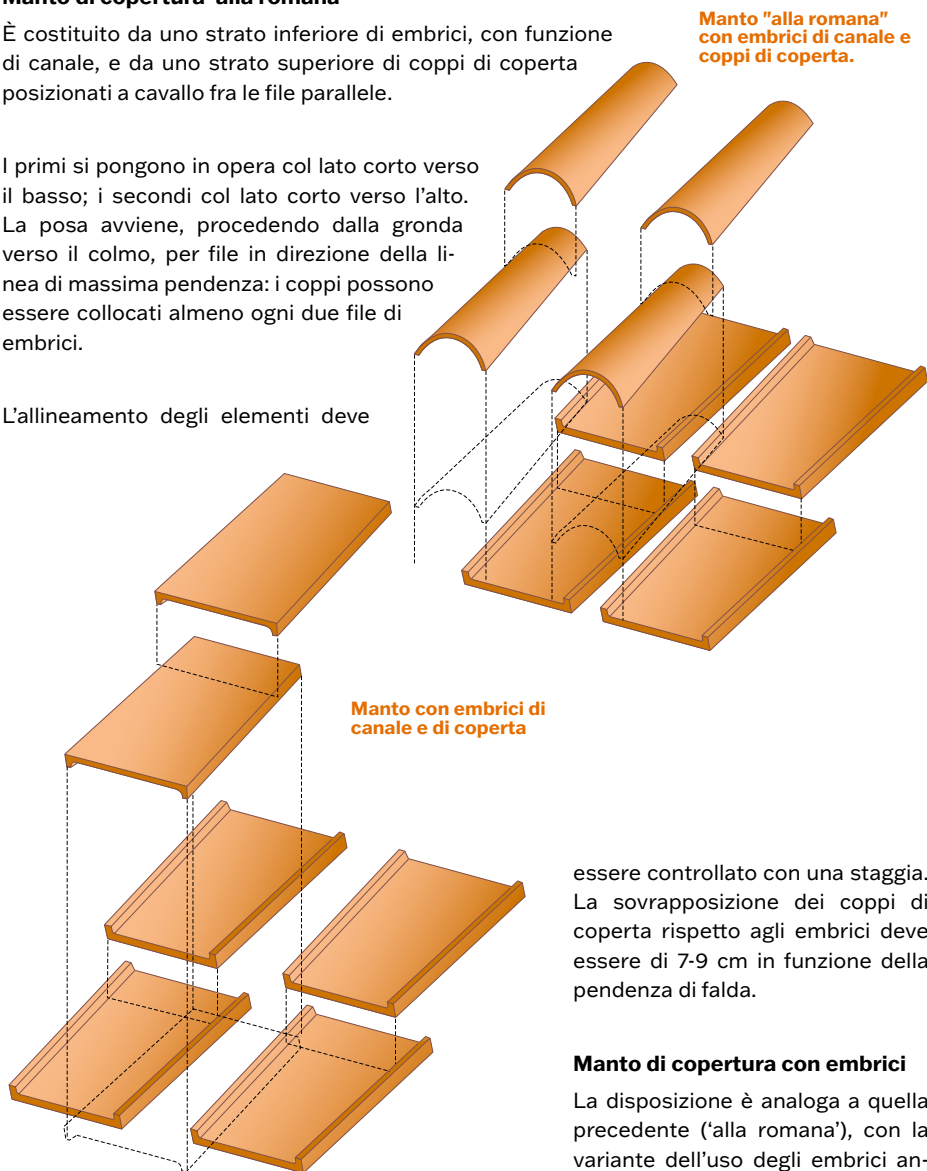 Manto di copertura 'alla romana'
È costituito da uno strato inferiore di embrici, con funzione
di canale, e da uno strato superiore di coppi di coperta
posizionati a cavallo fra le file parallele.
Manto "alla romana"
con embrici di canale e
coppi di coperta.
I primi si pongono in opera col lato corto verso
il basso; i secondi col lato corto verso l'alto.
La posa avviene, procedendo dalla gronda
verso il colmo, per file in direzione della li-
nea di massima pendenza: i coppi possono
essere collocati almeno ogni due file di
embrici.
L'allineamento degli elementi deve
Manto con embrici di
canale e di coperta
essere controllato con una staggia.
La sovrapposizione dei coppi di
coperta rispetto agli embrici deve
essere di 7-9 cm in funzione della
pendenza di falda.
Manto di copertura con embrici
La disposizione è analoga a quella
precedente ('alla romana'), con la
variante dell'uso degli embrici an-